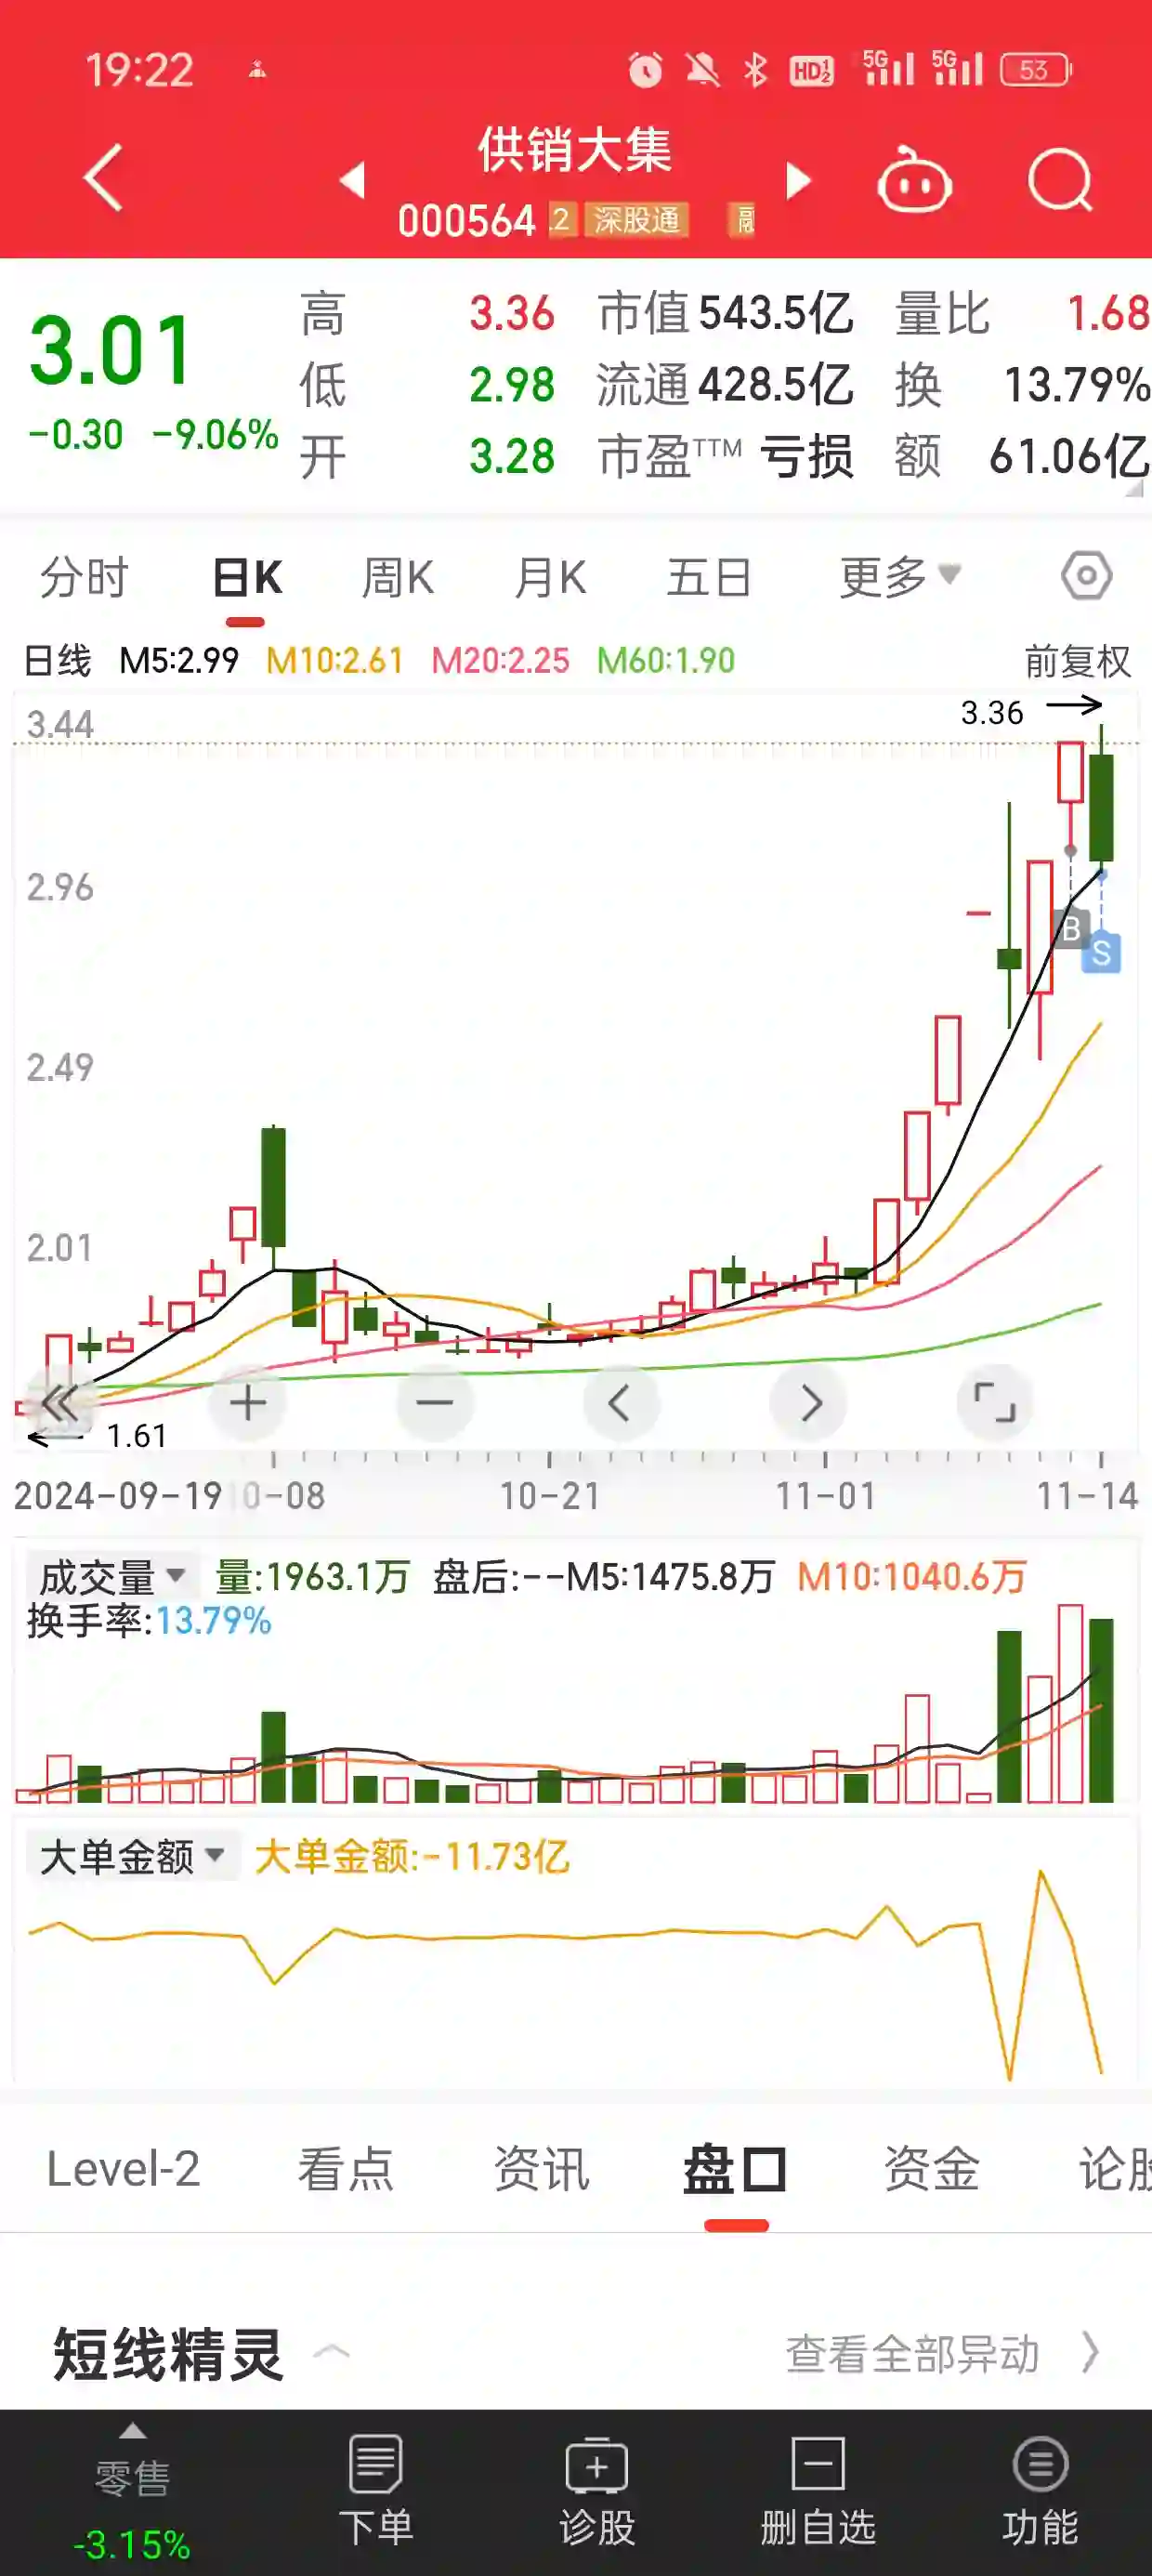 19:22 HD 1 2 5G 5G 53
供销大集
000564 .2 深股通 融
3.01
-0.30 -9.06%
高 3.36 市值 543.5亿 量比 1.68
低 2.98 流通 428.5亿 换 13.79%
开 3.28 市盈TTM 亏损 额 61.06亿
分时 日K 周K 月K 五日 更多
日线 M5:2.99 M10:2.61 M20:2.25 M60:1.90 前复权
3.36
3.44
2.96
B
S
2.49
2.01
1.61
2024-09-19 10-08 10-21 11-01 11-14
成交量 量:1963.1万 盘后:--M5:1475.8万 M10:1040.6万
换手率:13.79%
大单金额 大单金额:-11.73亿
Level-2 看点 资讯 盘口 资金 论股
短线精灵 查看全部异动
零售 下单 诊股 删自选 功能
-3.15%